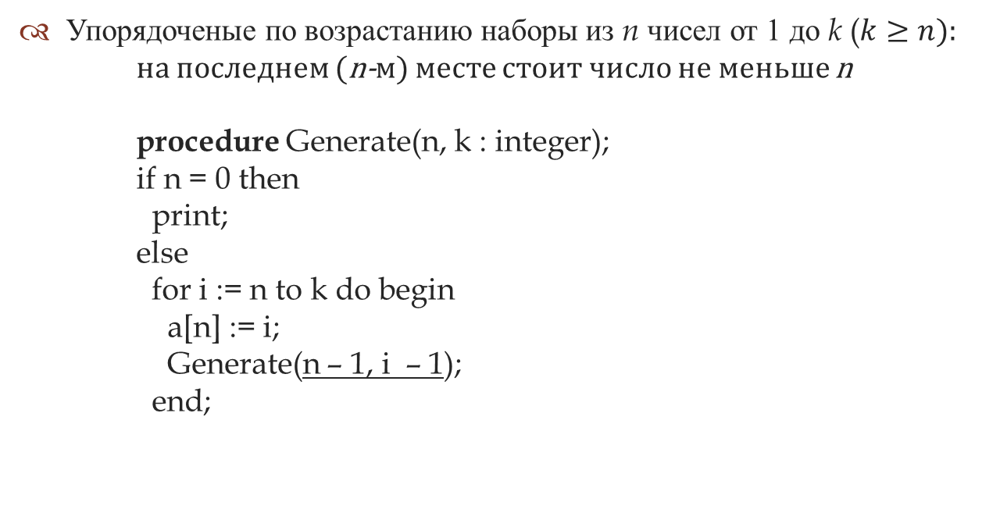 Упорядоченые по возрастанию наборы из n чисел от 1 до k (k ≥ n):
на последнем (n-м) месте стоит число не меньше n
procedure Generate(n, k : integer);
if n = 0 then
print;
else
for i := n to k do begin
a[n] := i;
Generate(n – 1, i – 1);
end;